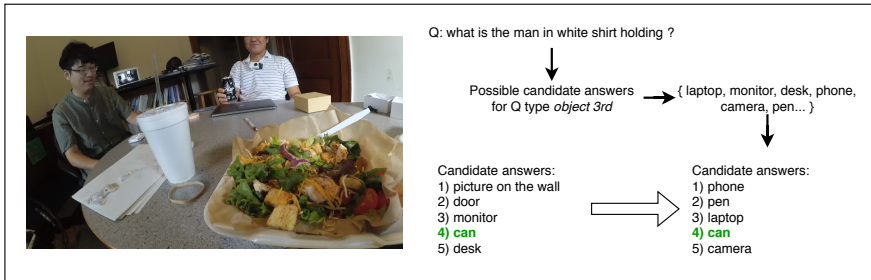 Q: what is the man in white shirt holding ?
Possible candidate answers
for Q type object 3rd
{ laptop, monitor, desk, phone,
camera, pen... }
Candidate answers:
1) picture on the wall
2) door
3) monitor
4) can
5) desk
Candidate answers:
1) phone
2) pen
3) laptop
4) can
5) camera